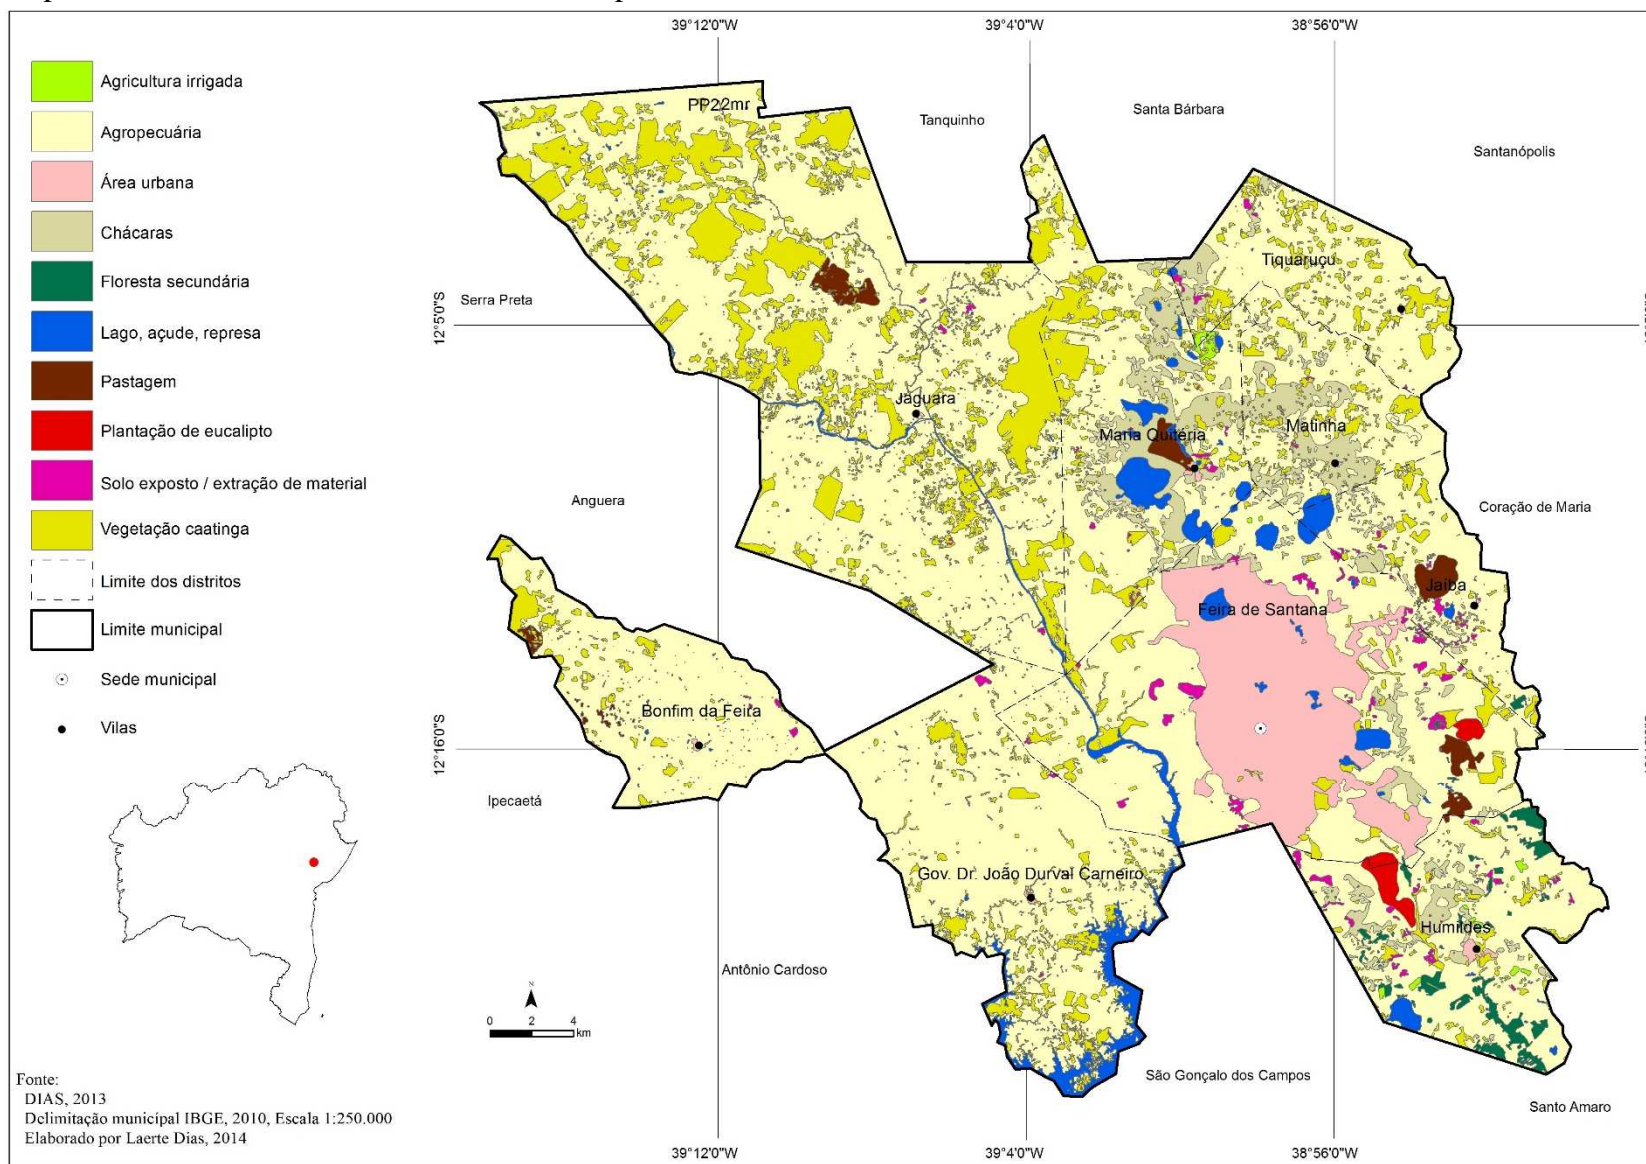 39°12'0"W
39°4'0"W
38°56'0"W
Agricultura irrigada
Agropecuária
Área urbana
Chácaras
Floresta secundária
Lago, açude, represa
Pastagem
Plantação de eucalipto
Solo exposto / extração de material
Vegetação caatinga
Limite dos distritos
Limite municipal
Sede municipal
Vilas
PP22mr
Tanquinho
Santa Bárbara
Santanópolis
Tiquaruçu
Serra Preta
12°5'0"S
Jaguara
Maria Quitéria
Matinha
Anguera
Coração de Maria
Jaíba
Feira de Santana
Bonfim da Feira
12°16'0"S
Ipecaetá
Gov. Dr. João Durval Carneiro
Humildes
Antônio Cardoso
N
0 2 4
km
São Gonçalo dos Campos
Santo Amaro
Fonte:
DIAS, 2013
Delimitação municipal IBGE, 2010, Escala 1:250.000
Elaborado por Laerte Dias, 2014
39°12'0"W
39°4'0"W
38°56'0"W